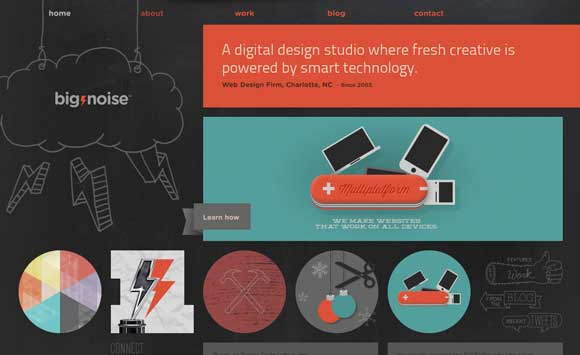 home about work blog contact
A digital design studio where fresh creative is
powered by smart technology.
Web Design Firm, Charlotte, NC - Since 2005
big noise
Multiplatform
WE MAKE WEBSITES
THAT WORK ON ALL DEVICES
Learn how
FEATURED
Work
FROM THE
BLOG
RECENT TWEETS
CONNECT